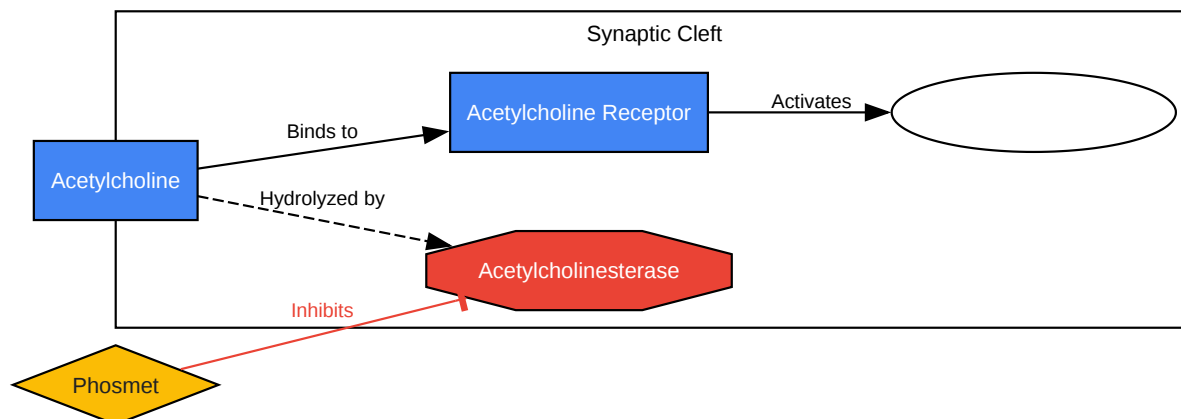 Synaptic Cleft
Acetylcholine Receptor
Activates
Binds to
Acetylcholine
Hydrolyzed by
Acetylcholinesterase
Inhibits
Phosmet